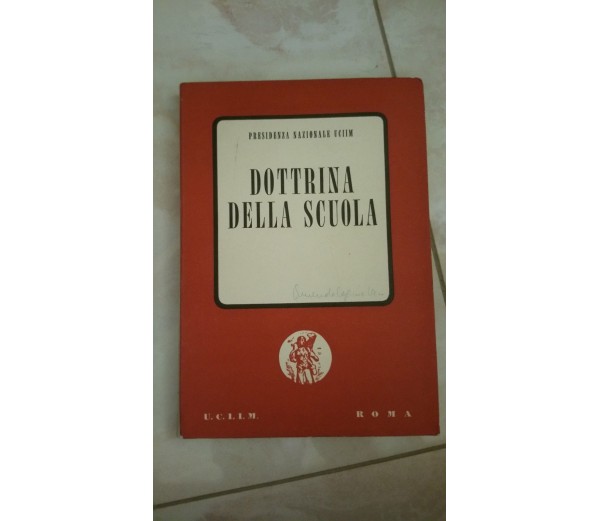 PRESIDENZA NAZIONALE UCIIM
DOTTRINA
DELLA SCUOLA
U. C. I. I. M.
ROMA